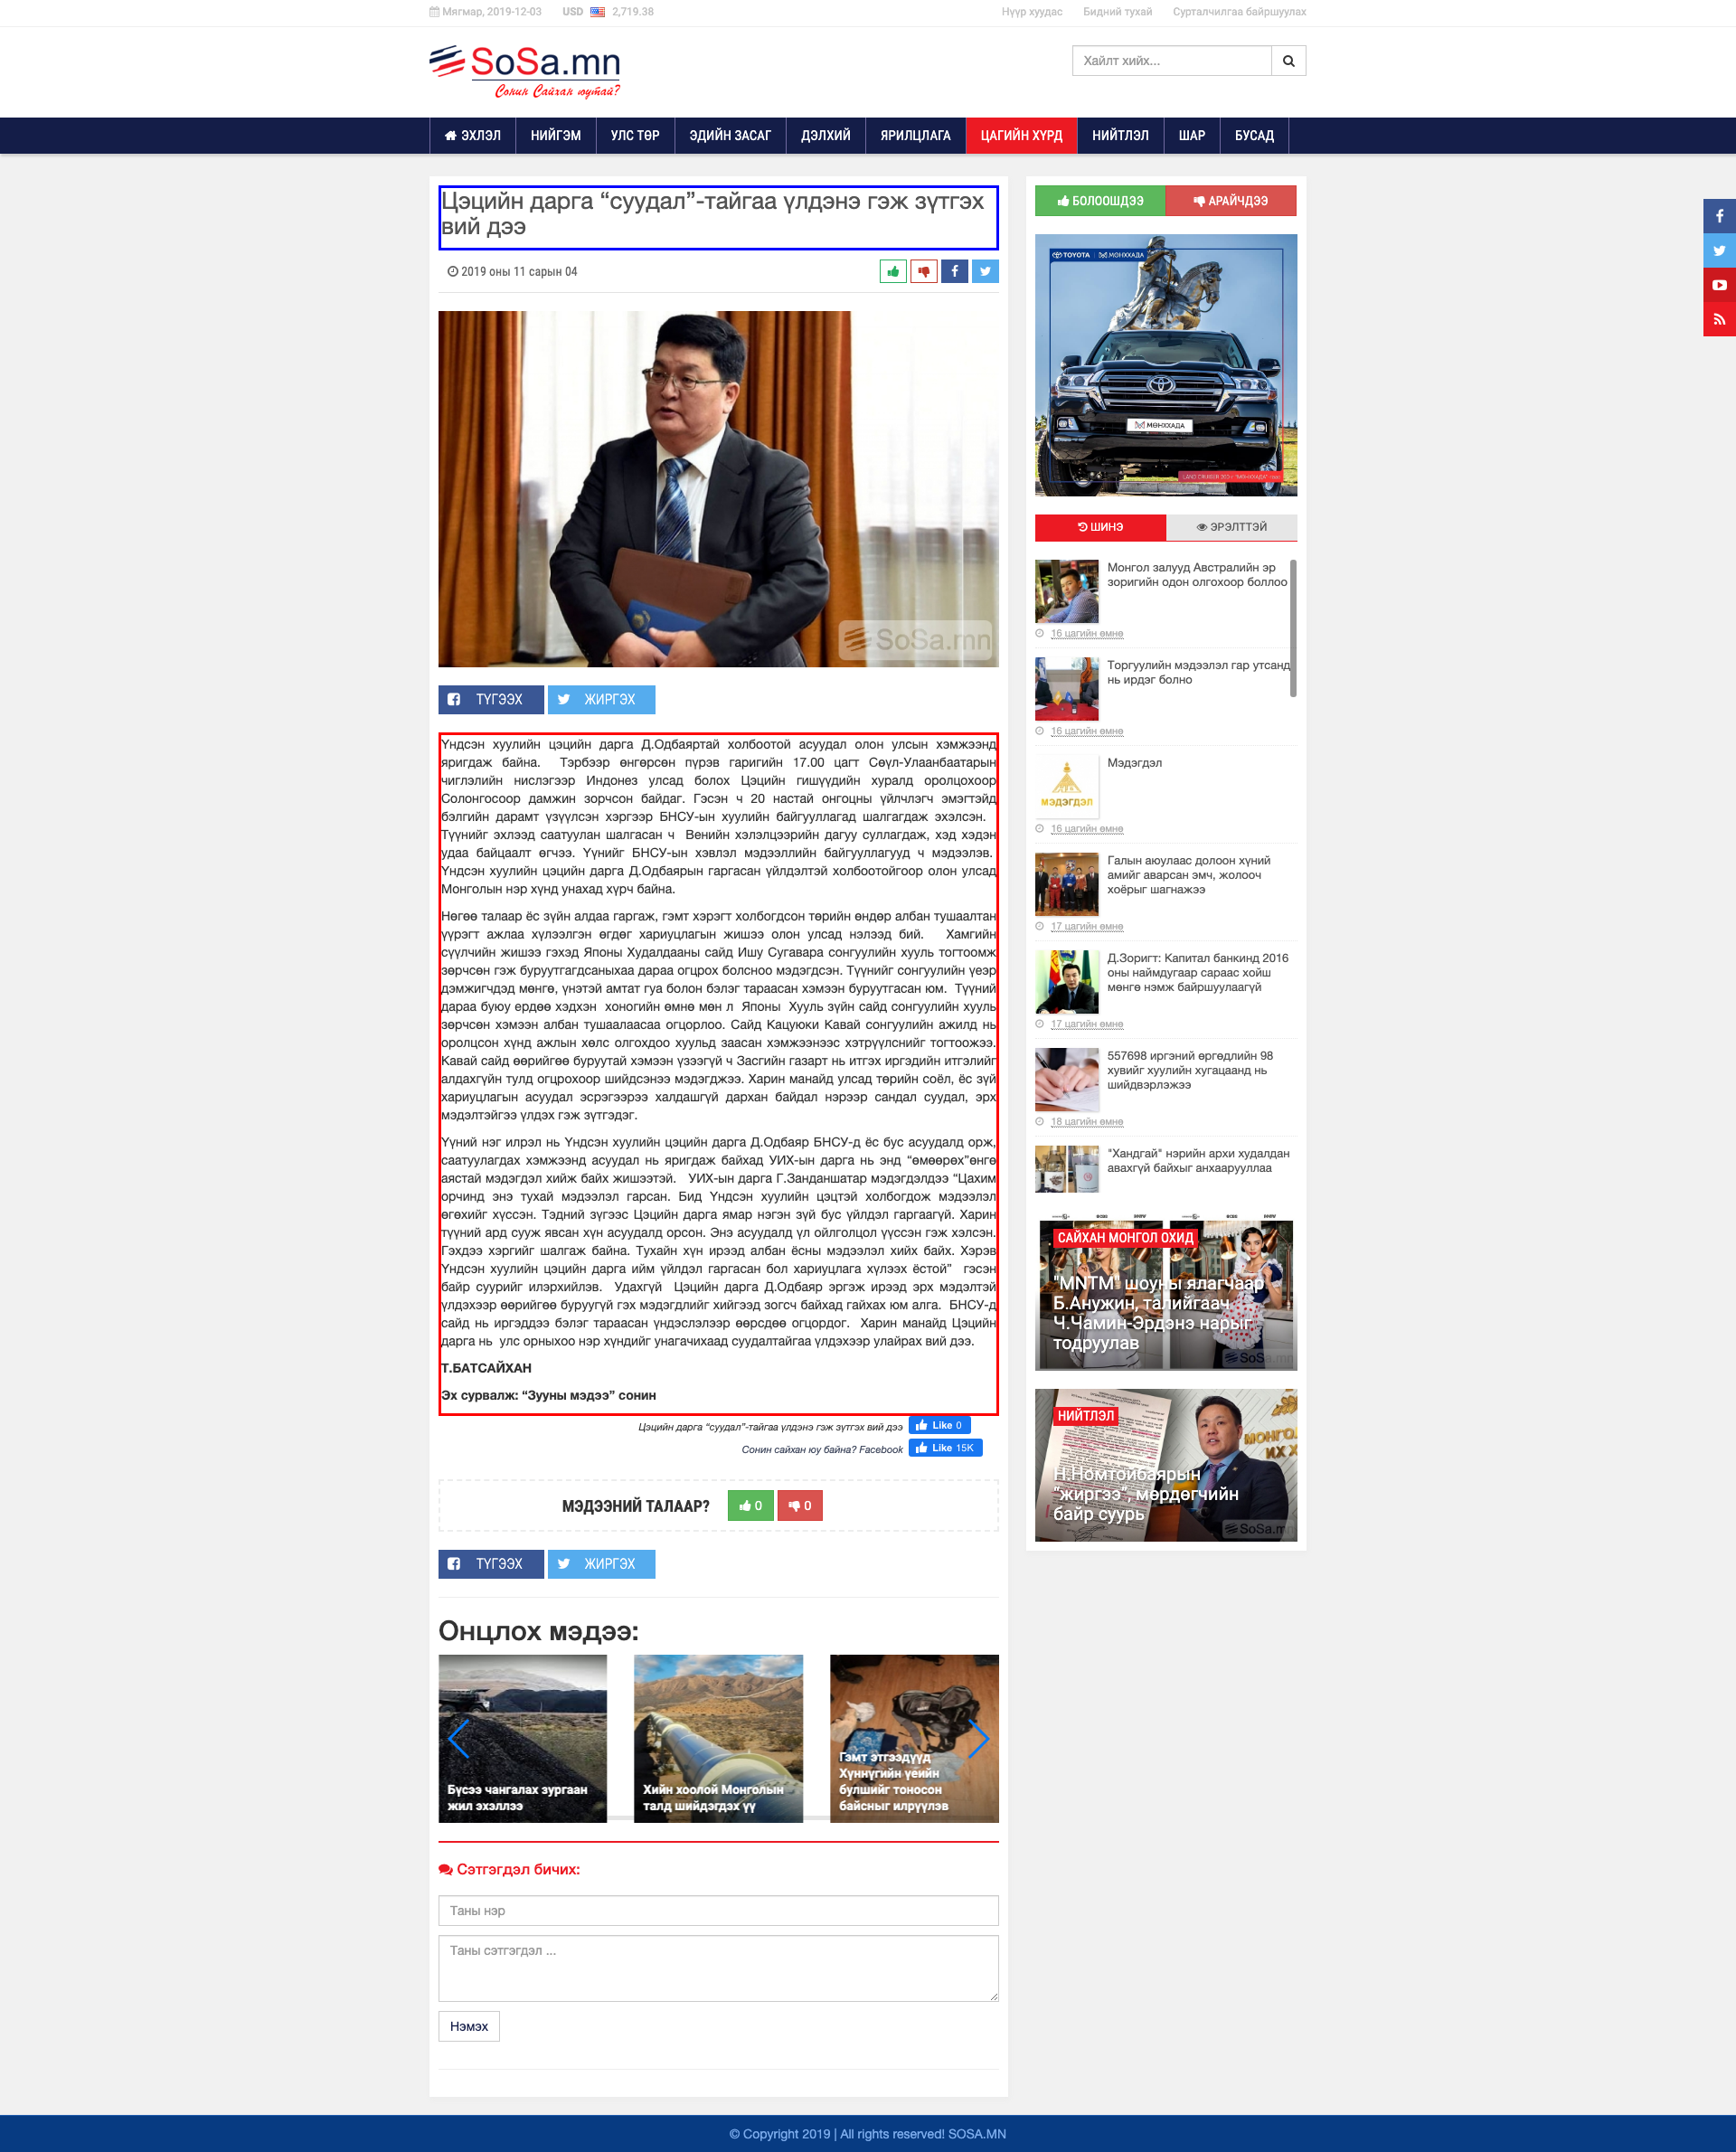 Мягмар, 2019-12-03 USD 2,719.38
Нүүр хуудас Бидний тухай Сурталчилгаа байршуулах
SoSa.mn
Сонин Сайхан юутай?
Хайлт хийх...
ЭХЛЭЛ НИЙГЭМ УЛС ТӨР ЭДИЙН ЗАСАГ ДЭЛХИЙ ЯРИЛЦЛАГА ЦАГИЙН ХҮРД НИЙТЛЭЛ ШАР БУСАД
Цэцийн дарга “суудал”-тайгаа үлдэнэ гэж зүтгэх
вий дээ
2019 оны 11 сарын 04
SoSa.mn
ТҮГЭЭХ ЖИРГЭХ
Үндсэн хуулийн цэцийн дарга Д.Одбаяртай холбоотой асуудал олон улсын хэмжээнд
яригдаж байна. Тэрбээр өнгөрсөн пүрэв гаригийн 17.00 цагт Сөүл-Улаанбаатарын
чиглэлийн нислэгээр Индонез улсад болох Цэцийн гишүүдийн хуралд оролцохоор
Солонгосоор дамжин зорчсон байдаг. Гэсэн ч 20 настай онгоцны үйлчлэгч эмэгтэйд
бэлгийн дарамт үзүүлсэн хэргээр БНСУ-ын хуулийн байгууллагад шалгагдаж эхэлсэн.
Түүнийг эхлээд саатуулан шалгасан ч Венийн хэлэлцээрийн дагуу суллагдаж, хэд хэдэн
удаа байцаалт өгчээ. Үүнийг БНСУ-ын хэвлэл мэдээллийн байгууллагууд ч мэдээлэв.
Үндсэн хуулийн цэцийн дарга Д.Одбаярын гаргасан үйлдэлтэй холбоотойгоор олон улсад
Монголын нэр хүнд унахад хүрч байна.
Нөгөө талаар ёс зүйн алдаа гаргаж, гэмт хэрэгт холбогдсон төрийн өндөр албан тушаалтан
үүрэгт ажлаа хүлээлгэн өгдөг хариуцлагын жишээ олон улсад нэлээд бий. Хамгийн
сүүлчийн жишээ гэхэд Японы Худалдааны сайд Ишу Сугавара сонгуулийн хууль тогтоомж
зөрчсөн гэж буруутгагдсаныхаа дараа огцрох болсноо мэдэгдсэн. Түүнийг сонгуулийн үеэр
дэмжигчдэд мөнгө, үнэтэй амтат гуа болон бэлэг тараасан хэмээн буруутгасан юм. Түүний
дараа буюу ердөө хэдхэн хоногийн өмнө мөн л Японы Хууль зүйн сайд сонгуулийн хууль
зөрчсөн хэмээн албан тушаалаасаа огцорлоо. Сайд Кацуюки Кавай сонгуулийн ажилд нь
оролцсон хүнд ажлын хөлс олгохдоо хуульд заасан хэмжээнээс хэтрүүлснийг тогтоожээ.
Кавай сайд өөрийгөө буруутай хэмээн үзээгүй ч Засгийн газарт нь итгэх иргэдийн итгэлийг
алдахгүйн тулд огцрохоор шийдсэнээ мэдэгджээ. Харин манайд улсад төрийн соёл, ёс зүй
хариуцлагын асуудал эсрэгээрээ халдашгүй дархан байдал нэрээр сандал суудал, эрх
мэдэлтэйгээ үлдэх гэж зүтгэдэг.
Үүний нэг илрэл нь Үндсэн хуулийн цэцийн дарга Д.Одбаяр БНСУ-д ёс бус асуудалд орж,
саатуулагдах хэмжээнд асуудал нь яригдаж байхад УИХ-ын дарга нь энд “өмөөрөх”өнгө
аястай мэдэгдэл хийж байх жишээтэй. УИХ-ын дарга Г.Занданшатар мэдэгдэлдээ “Цахим
орчинд энэ тухай мэдээлэл гарсан. Бид Үндсэн хуулийн цэцтэй холбогдож мэдээлэл
өгөхийг хүссэн. Тэдний зүгээс Цэцийн дарга ямар нэгэн зүй бус үйлдэл гаргаагүй. Харин
түүний ард сууж явсан хүн асуудалд орсон. Энэ асуудалд үл ойлголцол үүссэн гэж хэлсэн.
Гэхдээ хэргийг шалгаж байна. Тухайн хүн ирээд албан ёсны мэдээлэл хийх байх. Хэрэв
Үндсэн хуулийн цэцийн дарга ийм үйлдэл гаргасан бол хариуцлага хүлээх ёстой” гэсэн
байр суурийг илэрхийлэв. Удахгүй Цэцийн дарга Д.Одбаяр эргэж ирээд эрх мэдэлтэй
үлдэхээр өөрийгөө буруугүй гэх мэдэгдлийг хийгээд зогсч байхад гайхах юм алга. БНСУ-д
сайд нь иргэддээ бэлэг тараасан үндэслэлээр өөрсдөө огцордог. Харин манайд Цэцийн
дарга нь улс орныхоо нэр хүндийг унагачихаад суудалтайгаа үлдэхээр улайрах вий дээ.
Т.БАТСАЙХАН
Эх сурвалж: “Зууны мэдээ” сонин
Цэцийн дарга “суудал”-тайгаа үлдэнэ гэж зүтгэх вий дээ Like 0
Сонин сайхан юу байна? Facebook Like 15K
МЭДЭЭНИЙ ТАЛААР? 0 0
ТҮГЭЭХ ЖИРГЭХ
Онцлох мэдээ:
Бүсээ чангалах зургаан
жил эхэллээ
Хийн хоолой Монголын
талд шийдэгдэх үү
Гэмт этгээдүүд
Хүннүгийн үеийн
булшийг тоносон
байсныг илрүүлэв
Сэтгэгдэл бичих:
Таны нэр
Таны сэтгэгдэл ...
Нэмэх
БОЛООШДЭЭ АРАЙЧДЭЭ
TOYOTA МӨНХХАДА
МӨНХХАДА
ШИНЭ ЭРЭЛТТЭЙ
Монгол залууд Австралийн эр
зоригийн одон олгохоор боллоо
16 цагийн өмнө
Торгуулийн мэдээлэл гар утсанд
нь ирдэг болно
16 цагийн өмнө
Мэдэгдэл
МЭДЭГДЭЛ
16 цагийн өмнө
Галын аюулаас долоон хүний
амийг аварсан эмч, жолооч
хоёрыг шагнажээ
17 цагийн өмнө
Д.Зоригт: Капитал банкинд 2016
оны наймдугаар сараас хойш
мөнгө нэмж байршуулаагүй
17 цагийн өмнө
557698 иргэний өргөдлийн 98
хувийг хуулийн хугацаанд нь
шийдвэрлэжээ
18 цагийн өмнө
"Хандгай" нэрийн архи худалдан
авахгүй байхыг анхааруулл​аа
САЙХАН МОНГОЛ ОХИД
"MNTM" шоуны ялагчаар
Б.Анужин, талийгаач
Ч.Чамин-Эрдэнэ нарыг
тодруулав
SoSa.mn
НИЙТЛЭЛ
Н.Номтойбаярын
“жиргээ”, мөрдөгчийн
байр суурь
SoSa.mn
© Copyright 2019 | All rights reserved! SOSA.MN